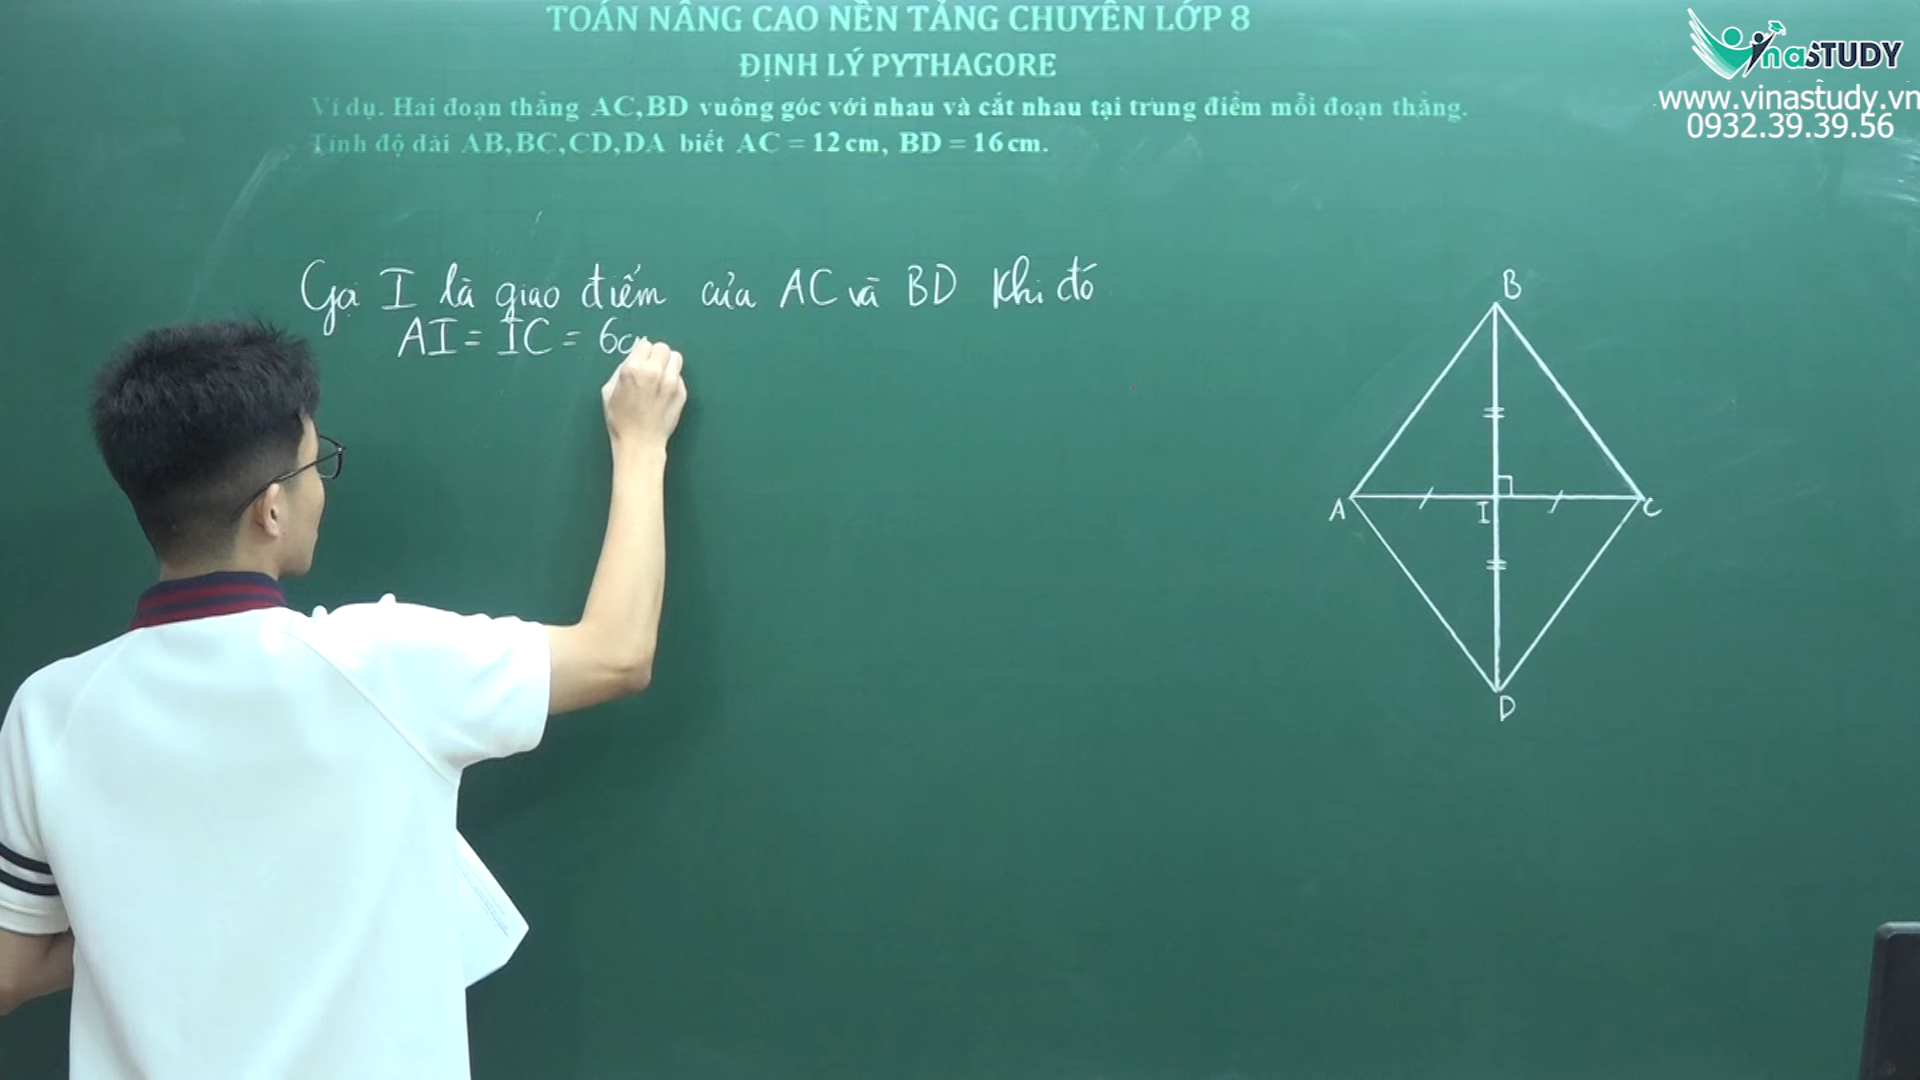 TOÁN NÂNG CAO NỀN TẢNG CHUYÊN LỚP 8
ĐỊNH LÝ PYTHAGORE
Ví dụ. Hai đoạn thẳng AC, BD vuông góc với nhau và cắt nhau tại trung điểm mỗi đoạn thẳng.
Tính độ dài AB, BC, CD, DA biết AC = 12 cm, BD = 16 cm.
VinaSTUDY
www.vinastudy.vn
0932.39.39.56
Gọi I là giao điểm của AC và BD Khi đó
AI = IC = 6c
B
A
I
C
D